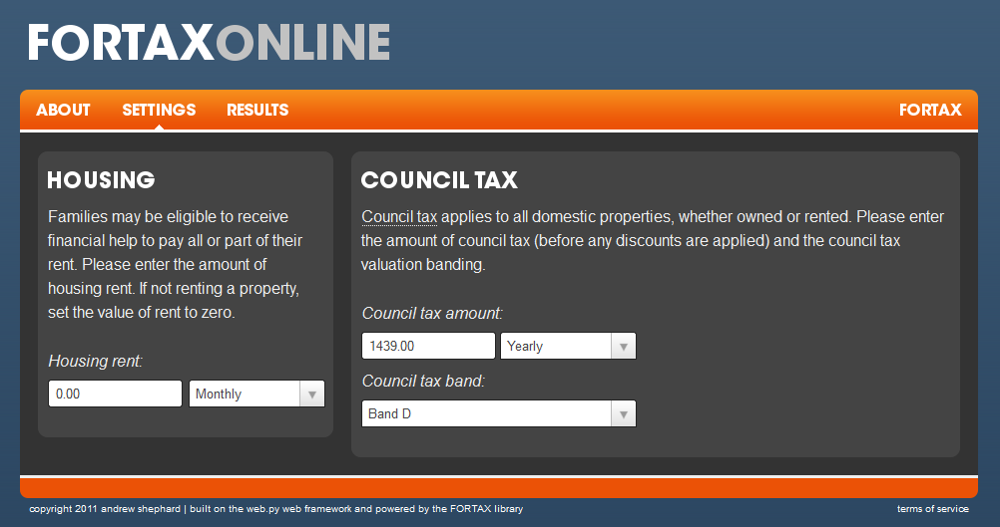 FORTAXONLINE
ABOUT SETTINGS RESULTS FORTAX
HOUSING
Families may be eligible to receive
financial help to pay all or part of their
rent. Please enter the amount of
housing rent. If not renting a property,
set the value of rent to zero.
Housing rent:
0.00 Monthly
COUNCIL TAX
Council tax applies to all domestic properties, whether owned or rented. Please enter
the amount of council tax (before any discounts are applied) and the council tax
valuation banding.
Council tax amount:
1439.00 Yearly
Council tax band:
Band D
copyright 2011 andrew shephard | built on the web.py web framework and powered by the FORTAX library
terms of service